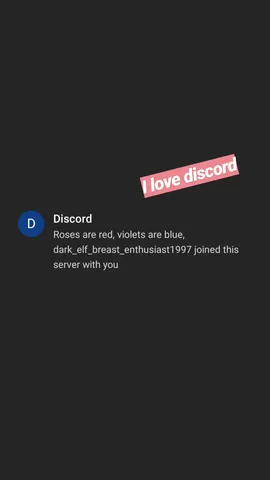 I love discord
D
Discord
Roses are red, violets are blue,
dark_elf_breast_enthusiast1997 joined this
server with you